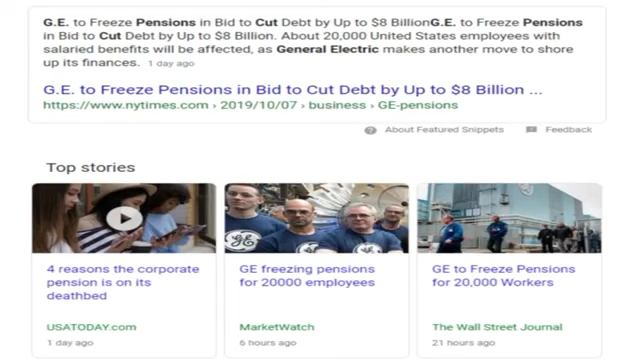 G.E. to Freeze Pensions in Bid to Cut Debt by Up to $8 BillionG.E. to Freeze Pensions
in Bid to Cut Debt by Up to $8 Billion. About 20,000 United States employees with
salaried benefits will be affected, as General Electric makes another move to shore
up its finances. 1 day ago
G.E. to Freeze Pensions in Bid to Cut Debt by Up to $8 Billion ...
https://www.nytimes.com › 2019/10/07 › business › GE-pensions
About Featured Snippets Feedback
Top stories
4 reasons the corporate
pension is on its
deathbed
USATODAY.com
1 day ago
GE freezing pensions
for 20000 employees
MarketWatch
6 hours ago
GE to Freeze Pensions
for 20,000 Workers
The Wall Street Journal
21 hours ago